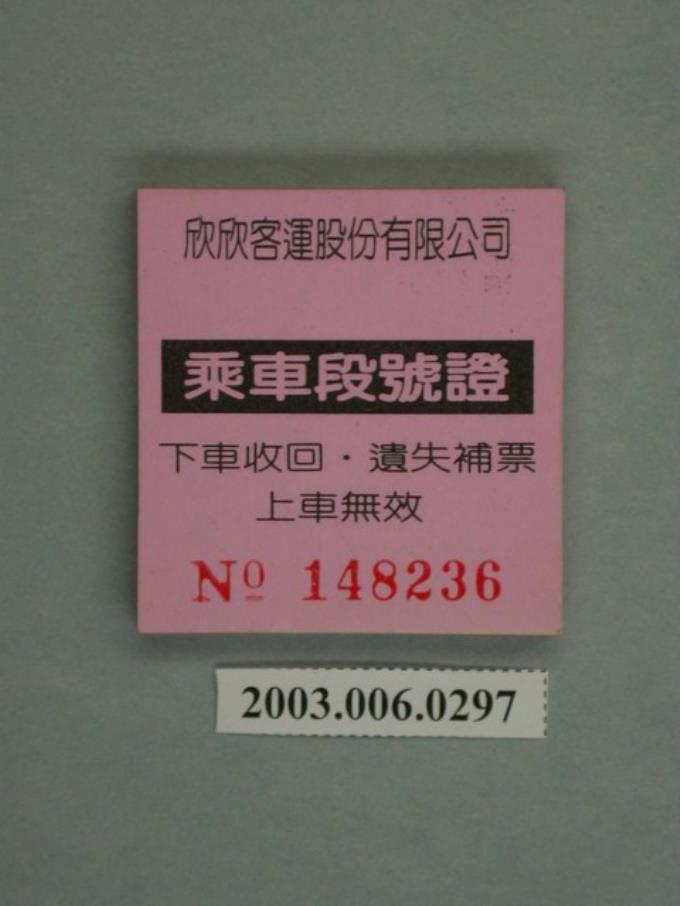 欣欣客運股份有限公司
乘車段號證
下車收回・遺失補票
上車無效
Nº 148236
2003.006.0297